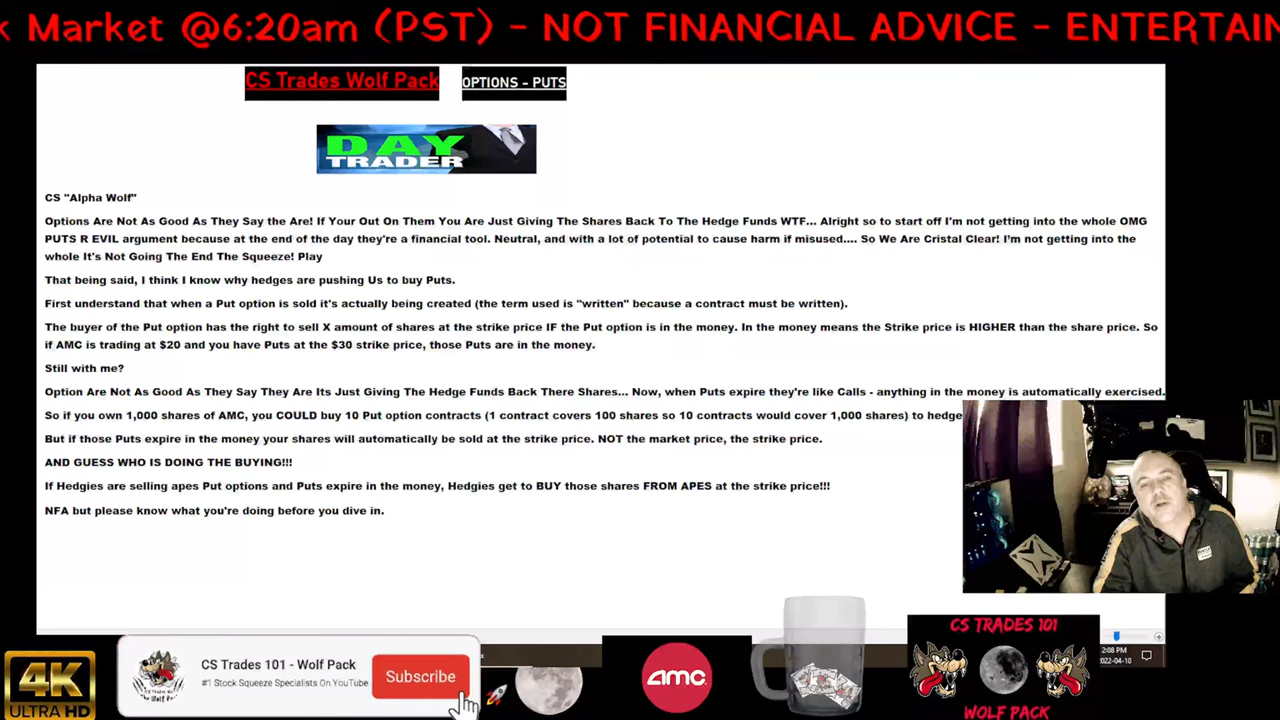 k Market @6:20am (PST) - NOT FINANCIAL ADVICE - ENTERTAIN
CS Trades Wolf Pack OPTIONS - PUTS
DAY
TRADER
CS "Alpha Wolf"
Options Are Not As Good As They Say the Are! If Your Out On Them You Are Just Giving The Shares Back To The Hedge Funds WTF... Alright so to start off I'm not getting into the whole OMG
PUTS R EVIL argument because at the end of the day they're a financial tool. Neutral, and with a lot of potential to cause harm if misused.... So We Are Cristal Clear! I'm not getting into the
whole It's Not Going The End The Squeeze! Play
That being said, I think I know why hedges are pushing Us to buy Puts.
First understand that when a Put option is sold it's actually being created (the term used is "written" because a contract must be written).
The buyer of the Put option has the right to sell X amount of shares at the strike price IF the Put option is in the money. In the money means the Strike price is HIGHER than the share price. So
if AMC is trading at $20 and you have Puts at the $30 strike price, those Puts are in the money.
Still with me?
Option Are Not As Good As They Say They Are Its Just Giving The Hedge Funds Back There Shares... Now, when Puts expire they're like Calls - anything in the money is automatically exercised.
So if you own 1,000 shares of AMC, you COULD buy 10 Put option contracts (1 contract covers 100 shares so 10 contracts would cover 1,000 shares) to hedge
But if those Puts expire in the money your shares will automatically be sold at the strike price. NOT the market price, the strike price.
AND GUESS WHO IS DOING THE BUYING!!!
If Hedgies are selling apes Put options and Puts expire in the money, Hedgies get to BUY those shares FROM APES at the strike price!!!
NFA but please know what you're doing before you dive in.
4K
ULTRA HD
CS Trades 101 - Wolf Pack
#1 Stock Squeeze Specialists On YouTube
Subscribe
amc
CS TRADES 101
WOLF PACK
2:08 PM
2022-04-10